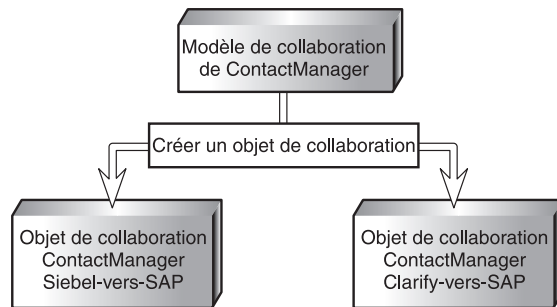 Modèle de collaboration
de ContactManager
Créer un objet de collaboration
Objet de collaboration
ContactManager
Siebel-vers-SAP
Objet de collaboration
ContactManager
Clarify-vers-SAP